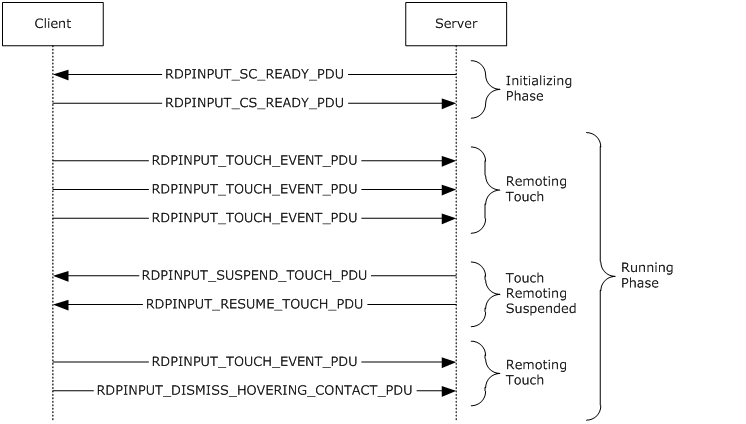 Client
Server
RDPINPUT_SC_READY_PDU
RDPINPUT_CS_READY_PDU
Initializing
Phase
RDPINPUT_TOUCH_EVENT_PDU
RDPINPUT_TOUCH_EVENT_PDU
RDPINPUT_TOUCH_EVENT_PDU
Remoting
Touch
RDPINPUT_SUSPEND_TOUCH_PDU
RDPINPUT_RESUME_TOUCH_PDU
Touch
Remoting
Suspended
Running
Phase
RDPINPUT_TOUCH_EVENT_PDU
RDPINPUT_DISMISS_HOVERING_CONTACT_PDU
Remoting
Touch